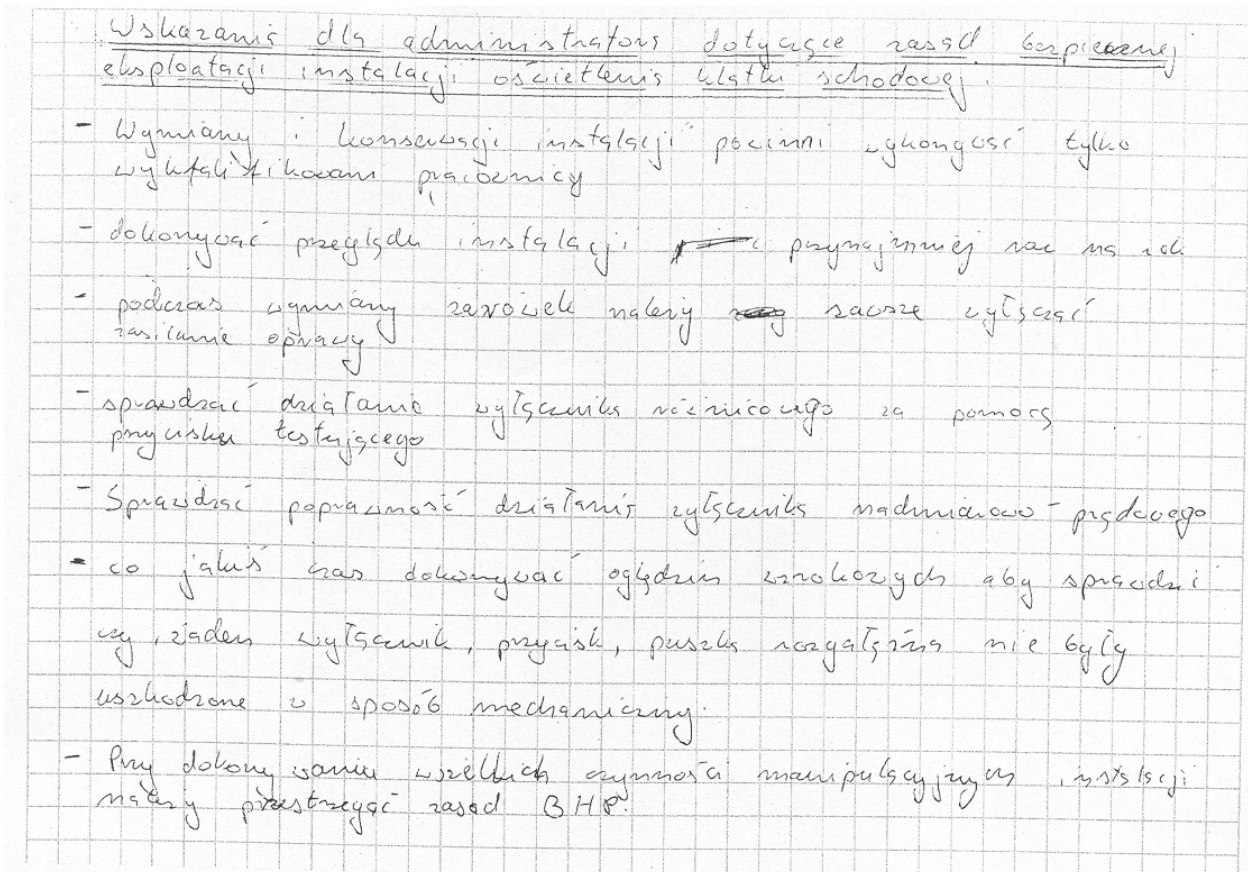 Wskazania dla administratora dotyczące zasad bezpiecznej
eksploatacji instalacji oświetlenia klatki schodowej.
- Wymiany i konserwacji instalacji powinni wykonywać tylko
wykwalifikowani pracownicy
- dokonywać przeglądu instalacji przynajmniej raz na rok
- podczas wymiany żarówek należy zawsze wyłączać
zasilanie oprawy
- sprawdzać działanie wyłącznika różnicowego za pomocą
przycisku testującego
- Sprawdzać poprawność działania wyłącznika nadmiarowo-prądowego
- co jakiś czas dokonywać oględzin wzrokowych aby sprawdzi
czy, żaden wyłącznik, przycisk, puszka rozgałęźna nie były
uszkodzone w sposób mechaniczny.
- Przy dokonywaniu wszelkich czynności manipulacyjnych instalacji
należy przestrzegać zasad BHP.